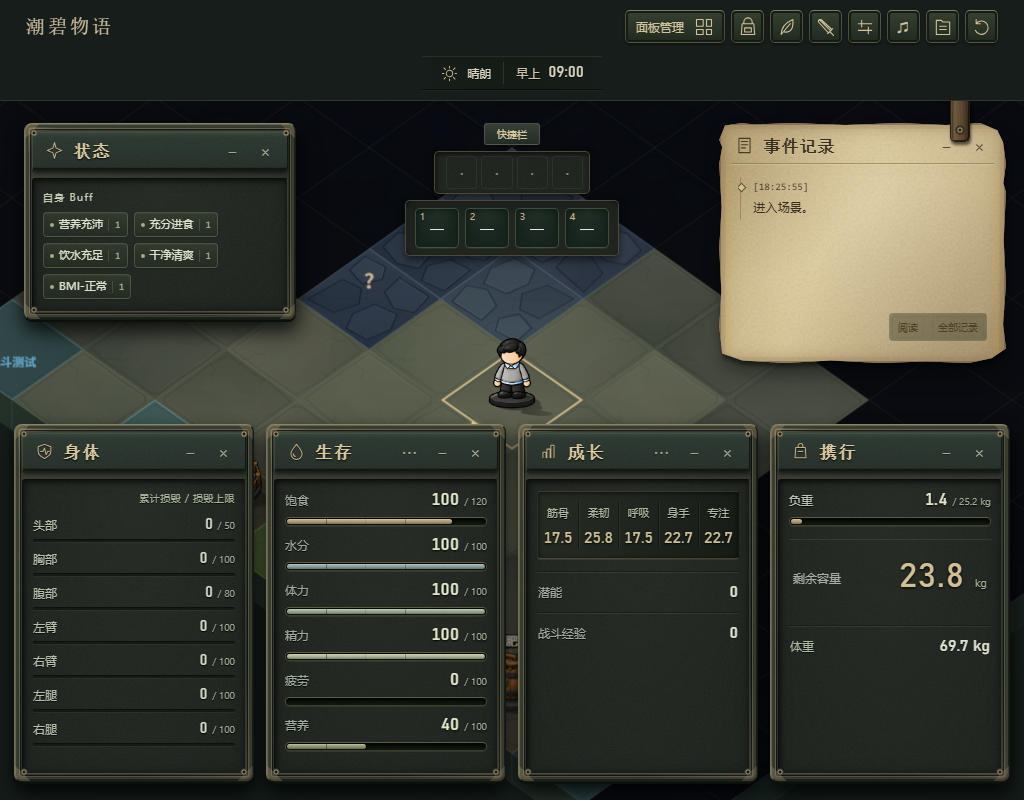 潮碧物语
面板管理
晴朗 早上 09:00
状态
自身 Buff
营养充沛 1 充分进食 1
饮水充足 1 干净清爽 1
BMI-正常 1
快捷栏
1 2 3 4
?
事件记录
[18:25:55]
进入场景。
阅读 全部记录
斗测试
身体
累计损毁 / 损毁上限
头部 0 / 50
胸部 0 / 100
腹部 0 / 80
左臂 0 / 100
右臂 0 / 100
左腿 0 / 100
右腿 0 / 100
生存
饱食 100 / 120
水分 100 / 100
体力 100 / 100
精力 100 / 100
疲劳 0 / 100
营养 40 / 100
成长
筋骨 柔韧 呼吸 身手 专注
17.5 25.8 17.5 22.7 22.7
潜能 0
战斗经验 0
携行
负重 1.4 / 25.2 kg
剩余容量 23.8 kg
体重 69.7 kg